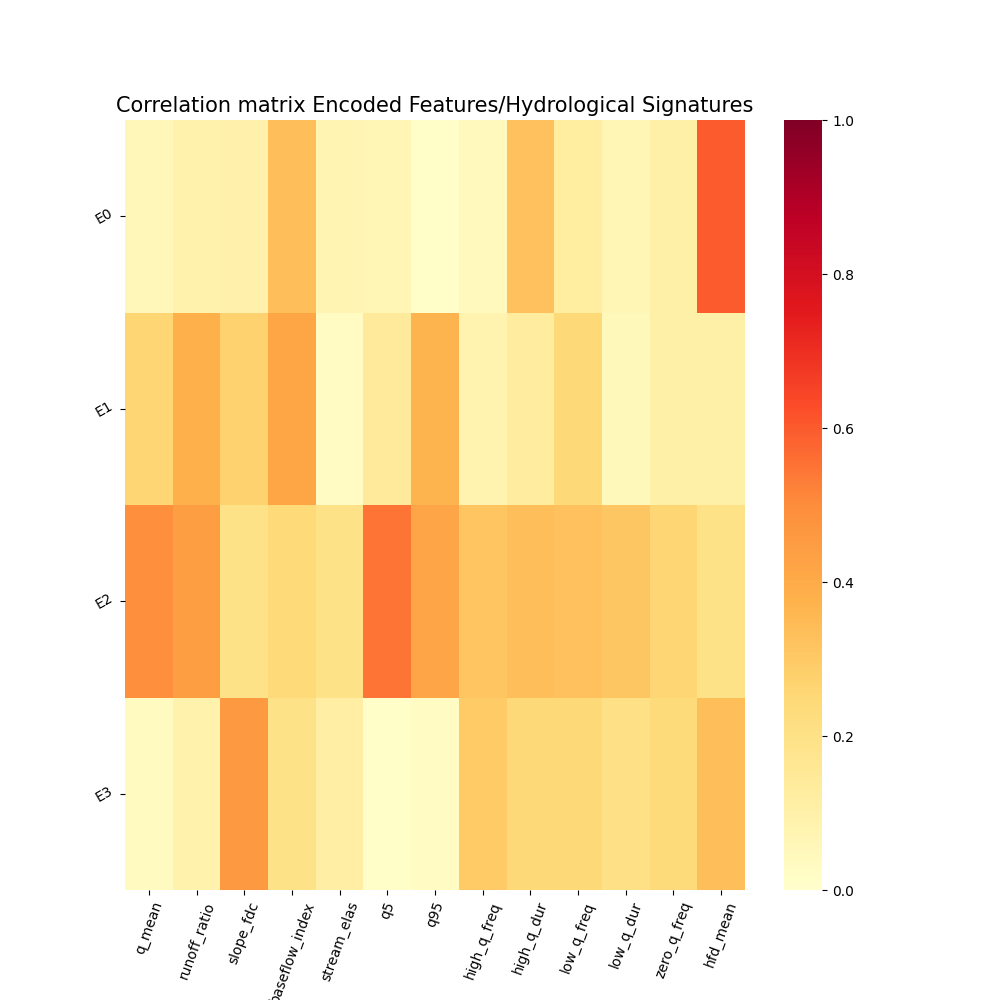 Correlation matrix Encoded Features/Hydrological Signatures
E0
E1
E2
E3
q_mean
runoff_ratio
slope_fdc
baseflow_index
stream_elas
q5
q95
high_q_freq
high_q_dur
low_q_freq
low_q_dur
zero_q_freq
hfd_mean
1.0
0.8
0.6
0.4
0.2
0.0